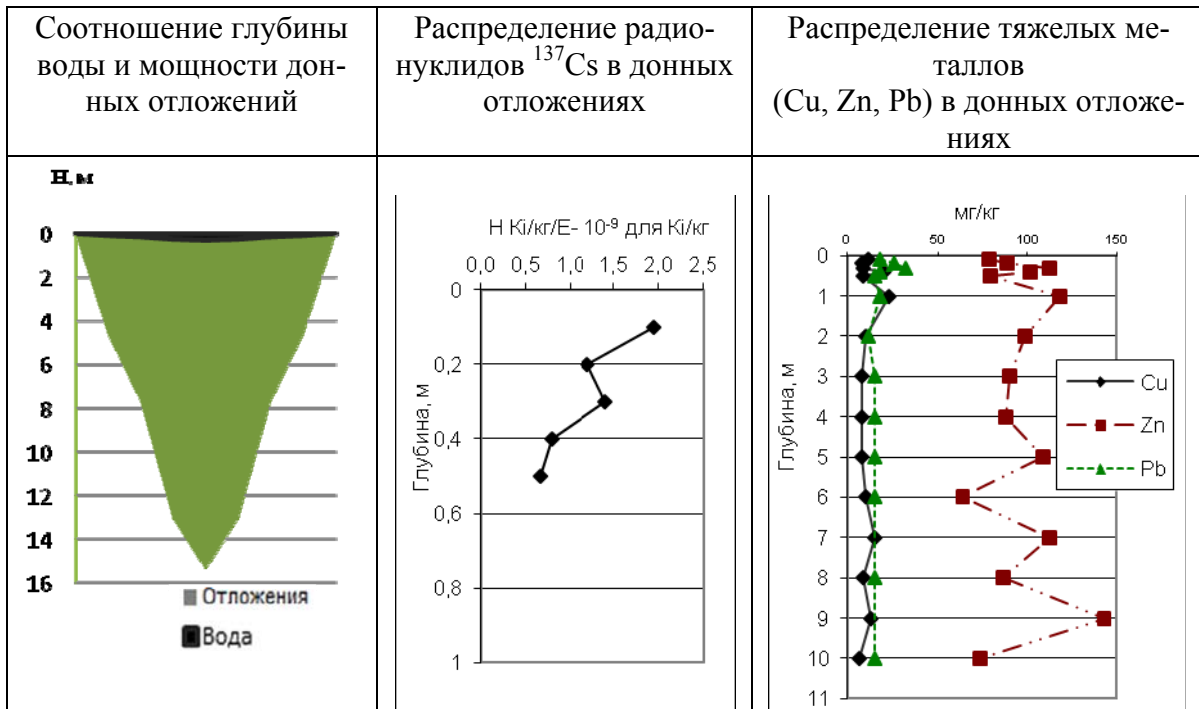 Соотношение глубины
воды и мощности дон-
ных отложений
Распределение радио-
нуклидов ¹³⁷Cs в донных
отложениях
Распределение тяжелых ме-
таллов
(Cu, Zn, Pb) в донных отложе-
ниях
Н, м
0
2
4
6
8
10
12
14
16
Отложения
Вода
Н Ki/кг/Е- 10⁻⁹ для Ki/кг
0,0 0,5 1,0 1,5 2,0 2,5
0
0,2
0,4
0,6
0,8
1
Глубина, м
мг/кг
0 50 100 150
0
1
2
3
4
5
6
7
8
9
10
11
Глубина, м
Cu
Zn
Pb